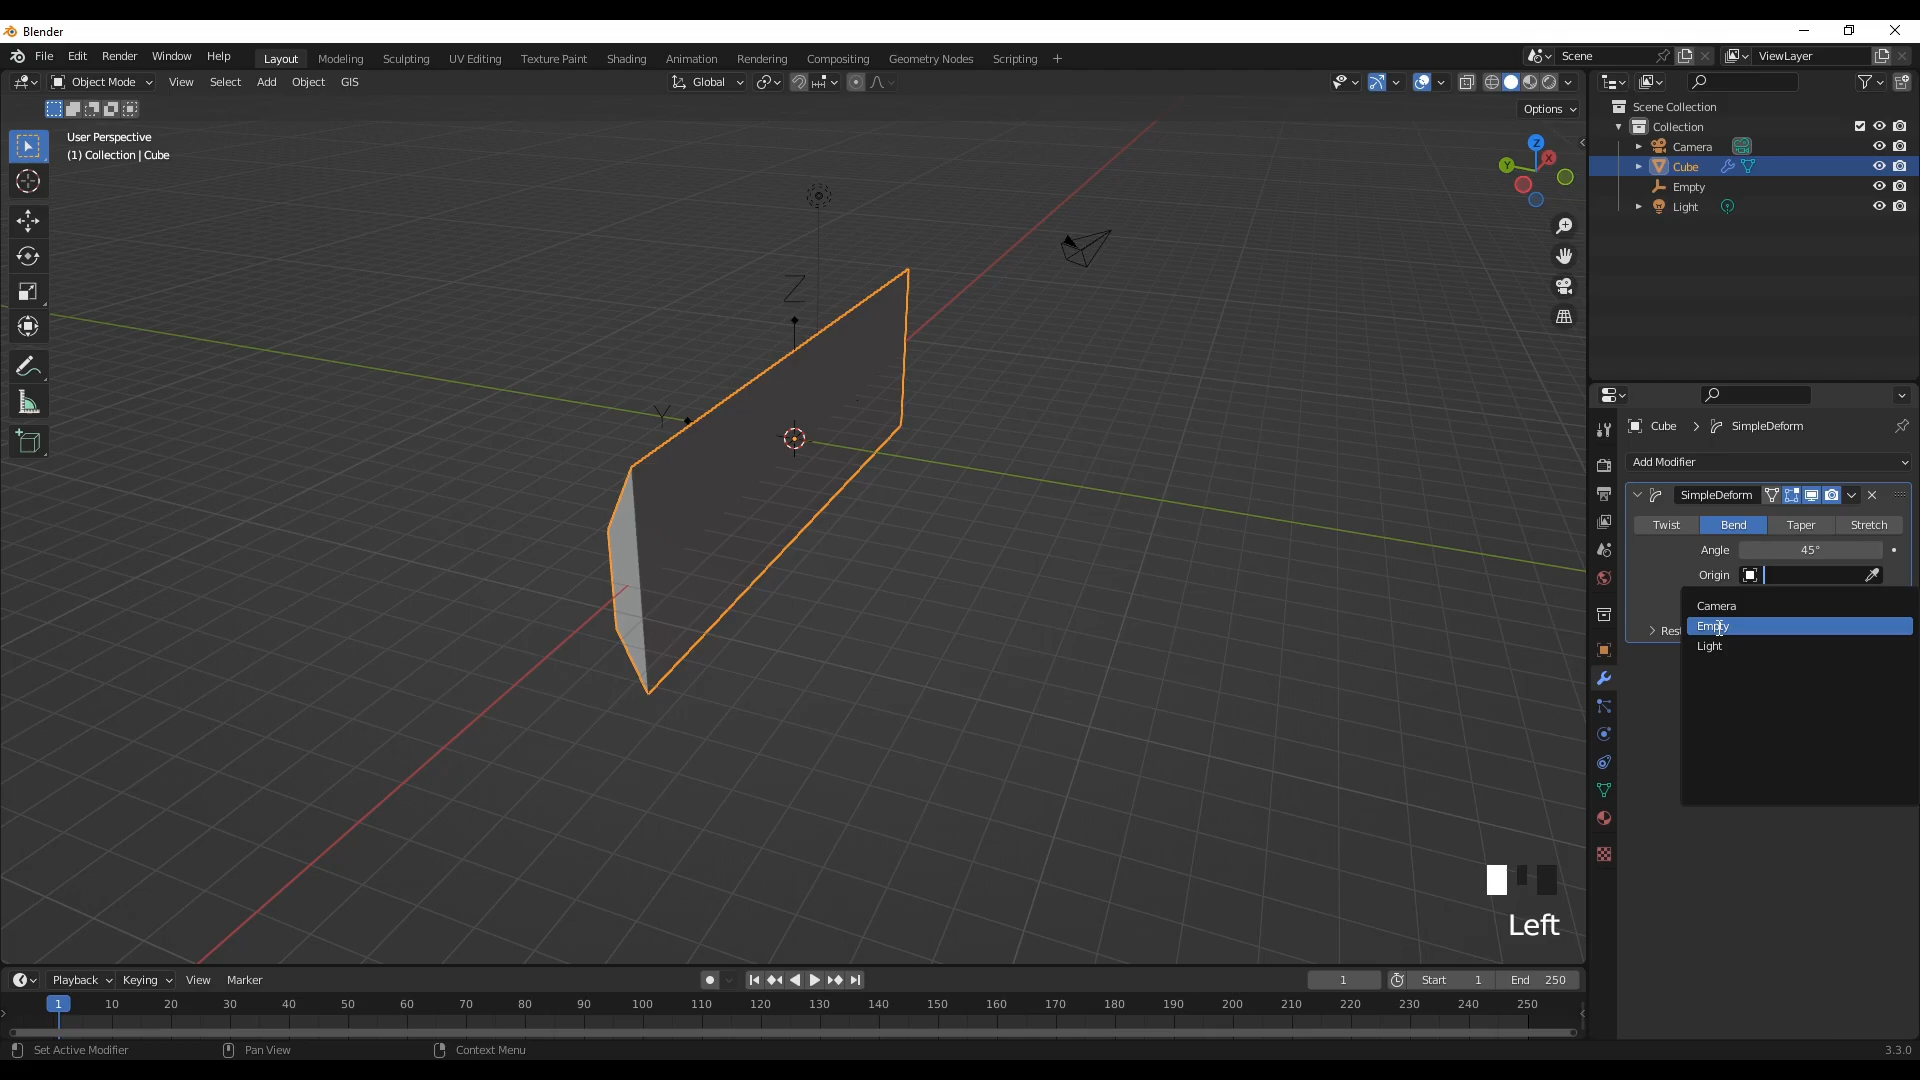 Blender
File Edit Render Window Help Layout Modeling Sculpting UV Editing Texture Paint Shading Animation Rendering Compositing Geometry Nodes Scripting + Scene ViewLayer
Object Mode View Select Add Object GIS Global
Options
User Perspective
(1) Collection | Cube
Z
X
Y
Z
Y
Scene Collection
Collection
Camera
Cube
Empty
Light
Cube > SimpleDeform
Add Modifier
SimpleDeform
Twist Bend Taper Stretch
Angle 45°
Origin
Camera
Empty
Light
Rest
Left
Playback Keying View Marker 1 Start 1 End 250
1 10 20 30 40 50 60 70 80 90 100 110 120 130 140 150 160 170 180 190 200 210 220 230 240 250
Set Active Modifier Pan View Context Menu 3.3.0